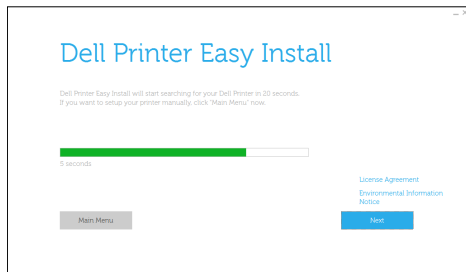 Dell Printer Easy Install
Dell Printer Easy Install will start searching for your Dell Printer in 20 seconds.
If you want to setup your printer manually, click "Main Menu" now.
5 seconds
License Agreement
Environmental Information
Notice
Main Menu
Next